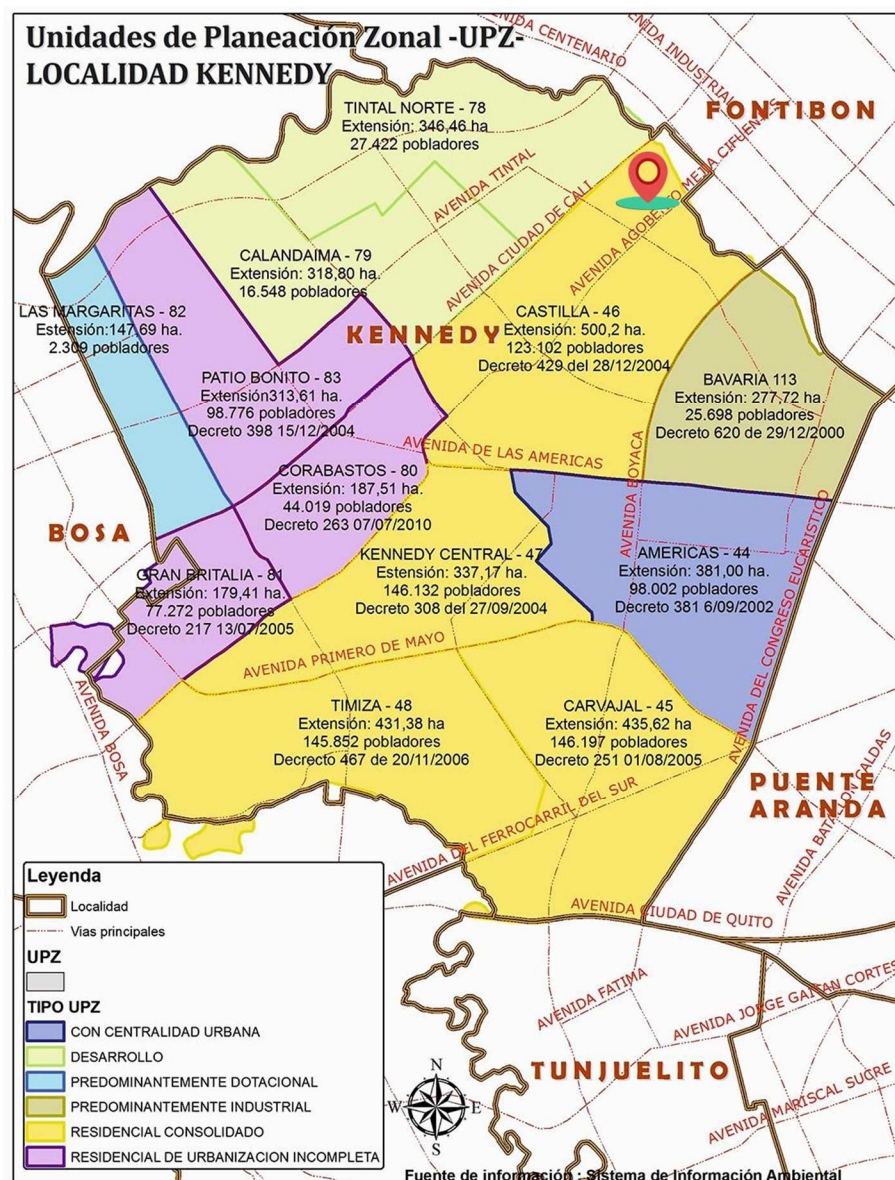 Unidades de Planeación Zonal -UPZ-
LOCALIDAD KENNEDY
AVENIDA CENTENARIO
AVENIDA INDUSTRIAL
FONTIBON
TINTAL NORTE - 78
Extensión: 346,46 ha
27.422 pobladores
AVENIDA TINTAL
AVENIDA CIUDAD DE CALI
AVENIDA AGOBERTO MEJIA CIFUENTES
CALANDAIMA - 79
Extensión: 318,80 ha.
16.548 pobladores
LAS MARGARITAS - 82
Estensión:147,69 ha.
2.309 pobladores
KENNEDY
CASTILLA - 46
Extensión: 500,2 ha.
123.102 pobladores
Decreto 429 del 28/12/2004
PATIO BONITO - 83
Extensión313,61 ha.
98.776 pobladores
Decreto 398 15/12/2004
BAVARIA 113
Extensión: 277,72 ha.
25.698 pobladores
Decreto 620 de 29/12/2000
AVENIDA DE LAS AMERICAS
AVENIDA BOYACA
CORABASTOS - 80
Extensión: 187,51 ha.
44.019 pobladores
Decreto 263 07/07/2010
BOSA
KENNEDY CENTRAL - 47
Estensión: 337,17 ha.
146.132 pobladores
Decreto 308 del 27/09/2004
AMERICAS - 44
Extensión: 381,00 ha.
98.002 pobladores
Decreto 381 6/09/2002
AVENIDA DEL CONGRESO EUCARISTICO
GRAN BRITALIA - 81
Extensión: 179,41 ha.
77.272 pobladores
Decreto 217 13/07/2005
AVENIDA PRIMERO DE MAYO
AVENIDA BOSA
TIMIZA - 48
Extensión: 431,38 ha
145.852 pobladores
Decrecto 467 de 20/11/2006
CARVAJAL - 45
Extensión: 435,62 ha
146.197 pobladores
Decreto 251 01/08/2005
PUENTE
ARANDA
AVENIDA BATALLON CALDAS
AVENIDA DEL FERROCARRIL DEL SUR
AVENIDA CIUDAD DE QUITO
AVENIDA FATIMA
AVENIDA JORGE GAITAN CORTES
TUNJUELITO
AVENIDA MARISCAL SUCRE
Leyenda
Localidad
Vias principales
UPZ
TIPO UPZ
CON CENTRALIDAD URBANA
DESARROLLO
PREDOMINANTEMENTE DOTACIONAL
PREDOMINANTEMENTE INDUSTRIAL
RESIDENCIAL CONSOLIDADO
RESIDENCIAL DE URBANIZACION INCOMPLETA
N
W E
S
Fuente de información : Sistema de Información Ambiental